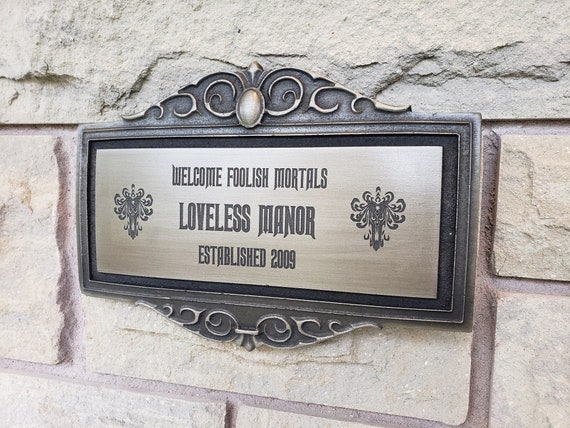 WELCOME FOOLISH MORTALS
LOVELESS MANOR
ESTABLISHED 2009